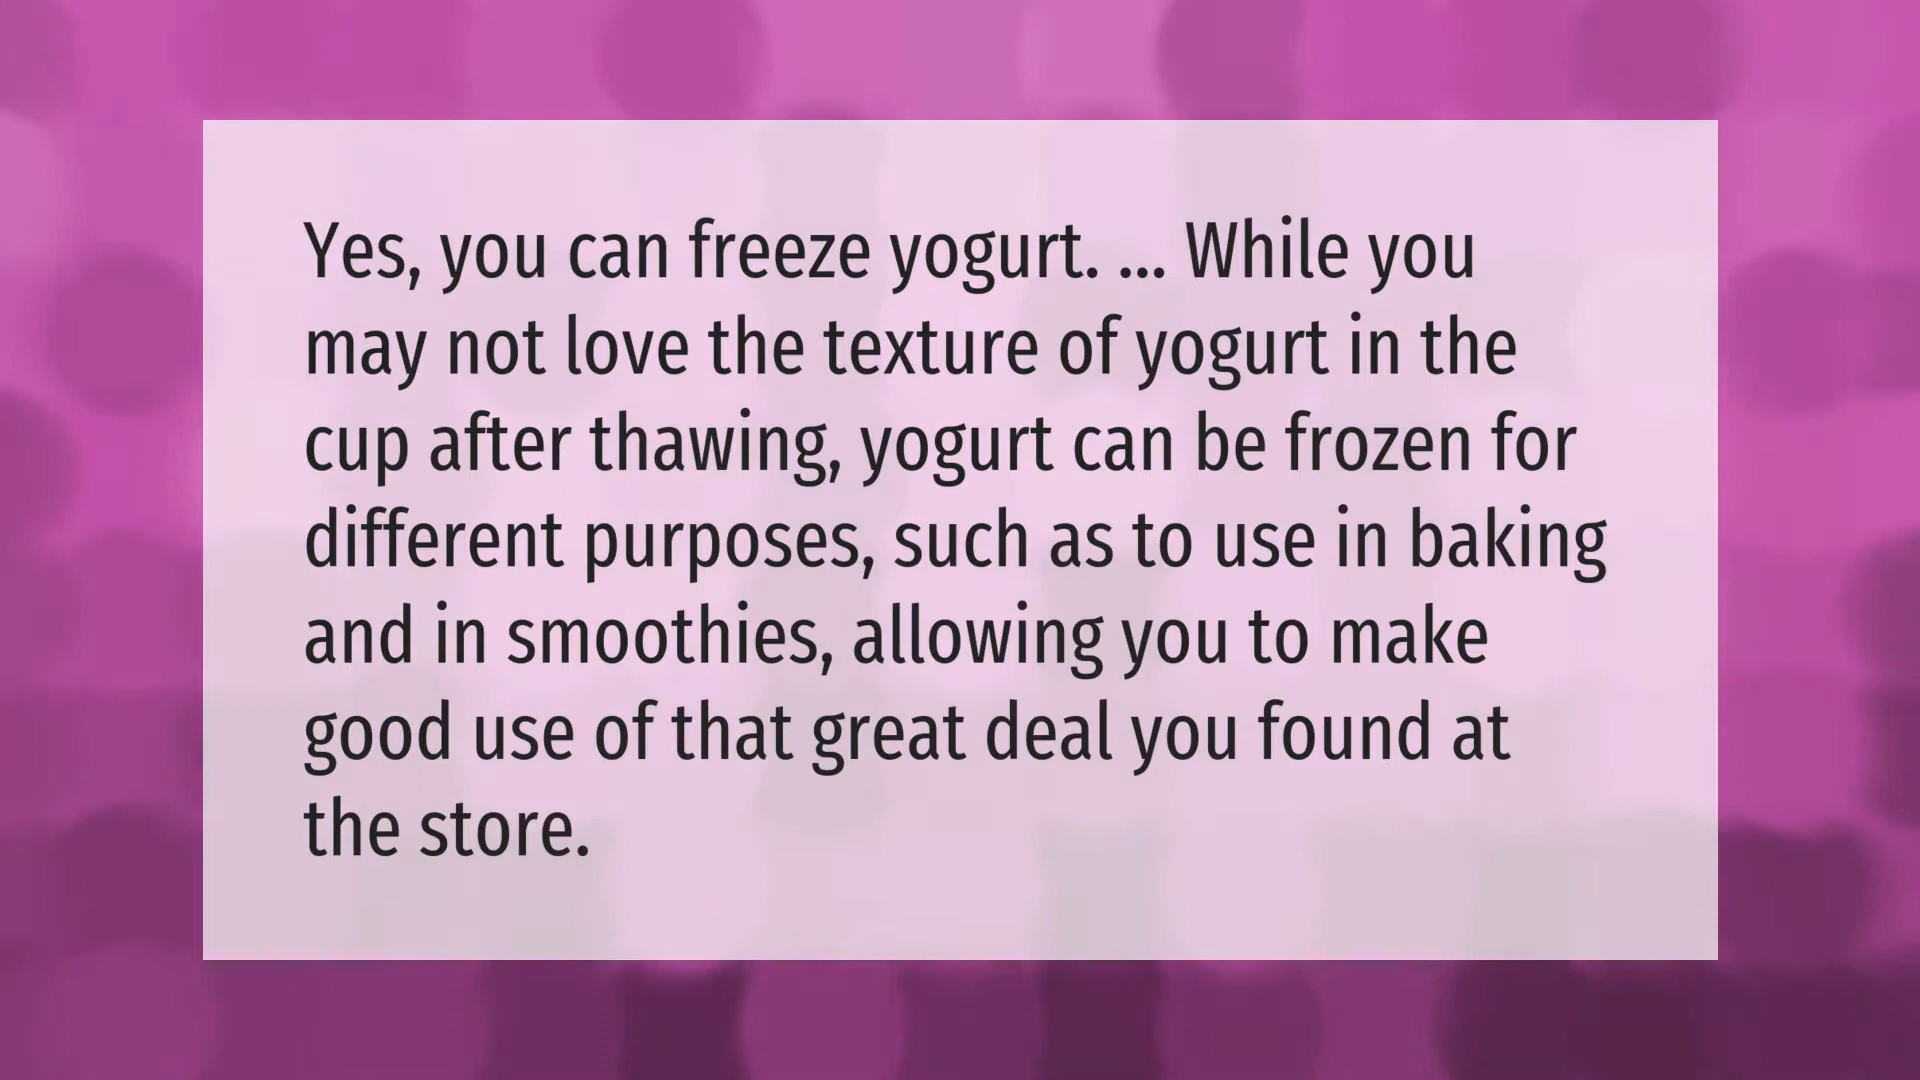 Yes, you can freeze yogurt. ... While you
may not love the texture of yogurt in the
cup after thawing, yogurt can be frozen for
different purposes, such as to use in baking
and in smoothies, allowing you to make
good use of that great deal you found at
the store.